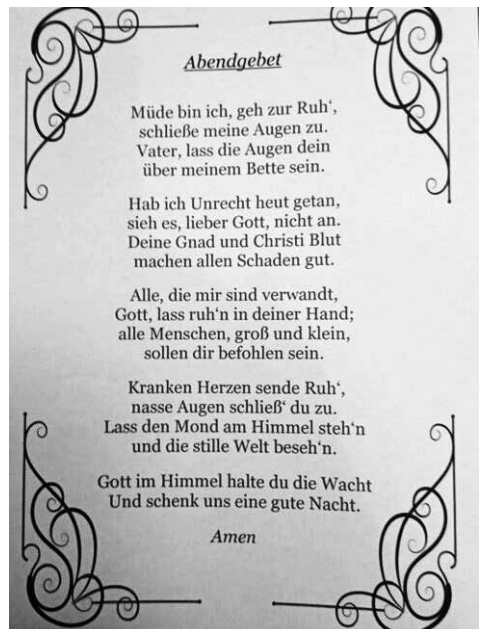 Abendgebet
Müde bin ich, geh zur Ruh‘,
schließe meine Augen zu.
Vater, lass die Augen dein
über meinem Bette sein.
Hab ich Unrecht heut getan,
sieh es, lieber Gott, nicht an.
Deine Gnad und Christi Blut
machen allen Schaden gut.
Alle, die mir sind verwandt,
Gott, lass ruh‘n in deiner Hand;
alle Menschen, groß und klein,
sollen dir befohlen sein.
Kranken Herzen sende Ruh‘,
nasse Augen schließ‘ du zu.
Lass den Mond am Himmel steh‘n
und die stille Welt beseh‘n.
Gott im Himmel halte du die Wacht
Und schenk uns eine gute Nacht.
Amen